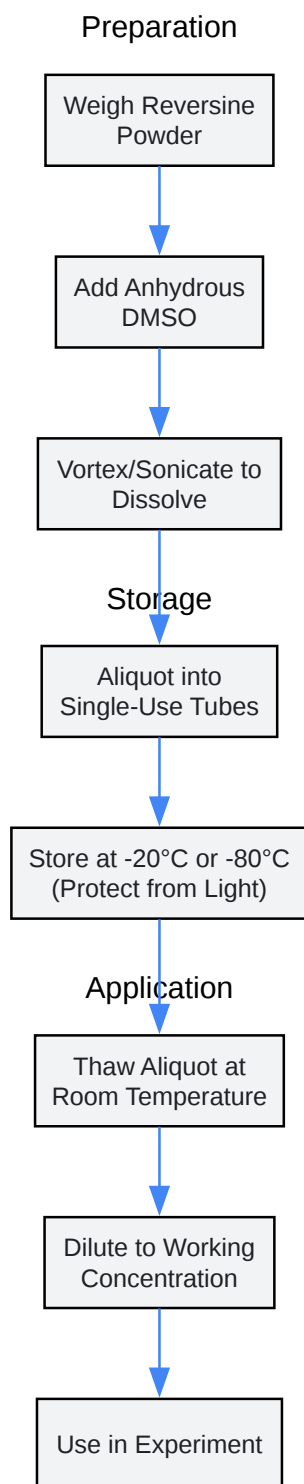 Preparation
Weigh Reversine
Powder
Add Anhydrous
DMSO
Vortex/Sonicate to
Dissolve
Storage
Aliquot into
Single-Use Tubes
Store at -20°C or -80°C
(Protect from Light)
Application
Thaw Aliquot at
Room Temperature
Dilute to Working
Concentration
Use in Experiment